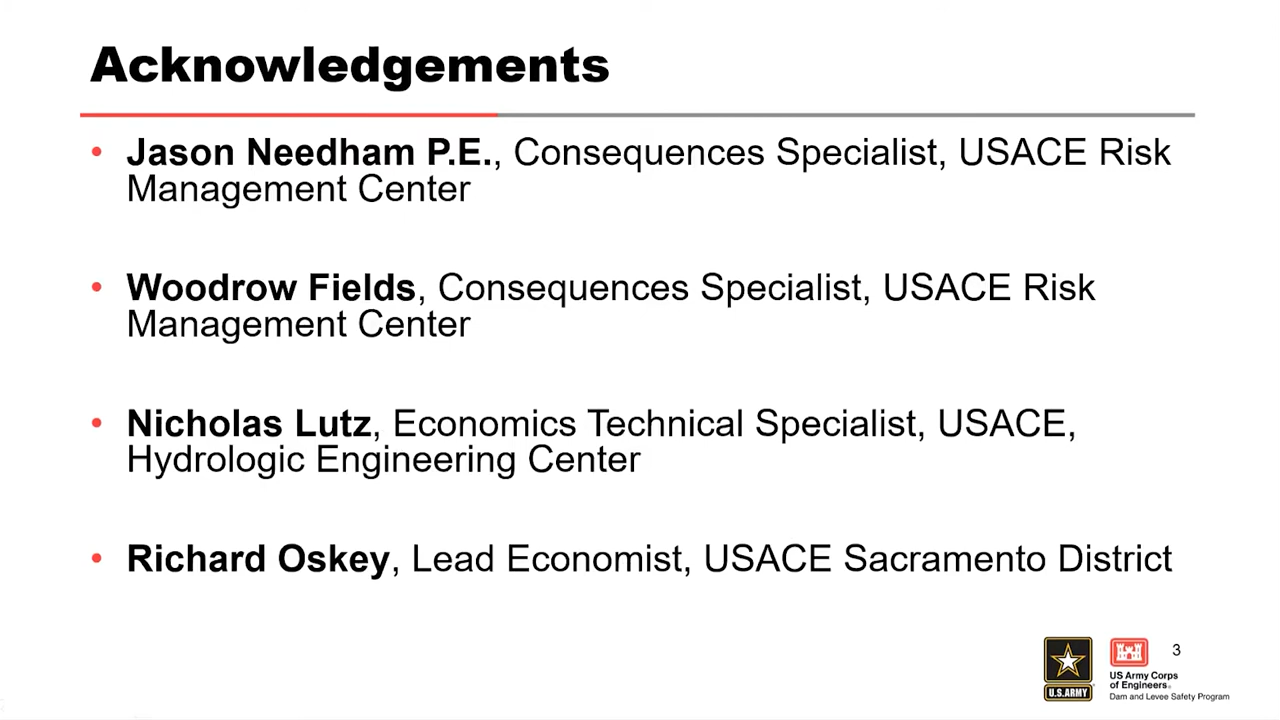 Acknowledgements
• Jason Needham P.E., Consequences Specialist, USACE Risk
Management Center
• Woodrow Fields, Consequences Specialist, USACE Risk
Management Center
• Nicholas Lutz, Economics Technical Specialist, USACE,
Hydrologic Engineering Center
• Richard Oskey, Lead Economist, USACE Sacramento District
U.S.ARMY
US Army Corps
of Engineers®
Dam and Levee Safety Program
3